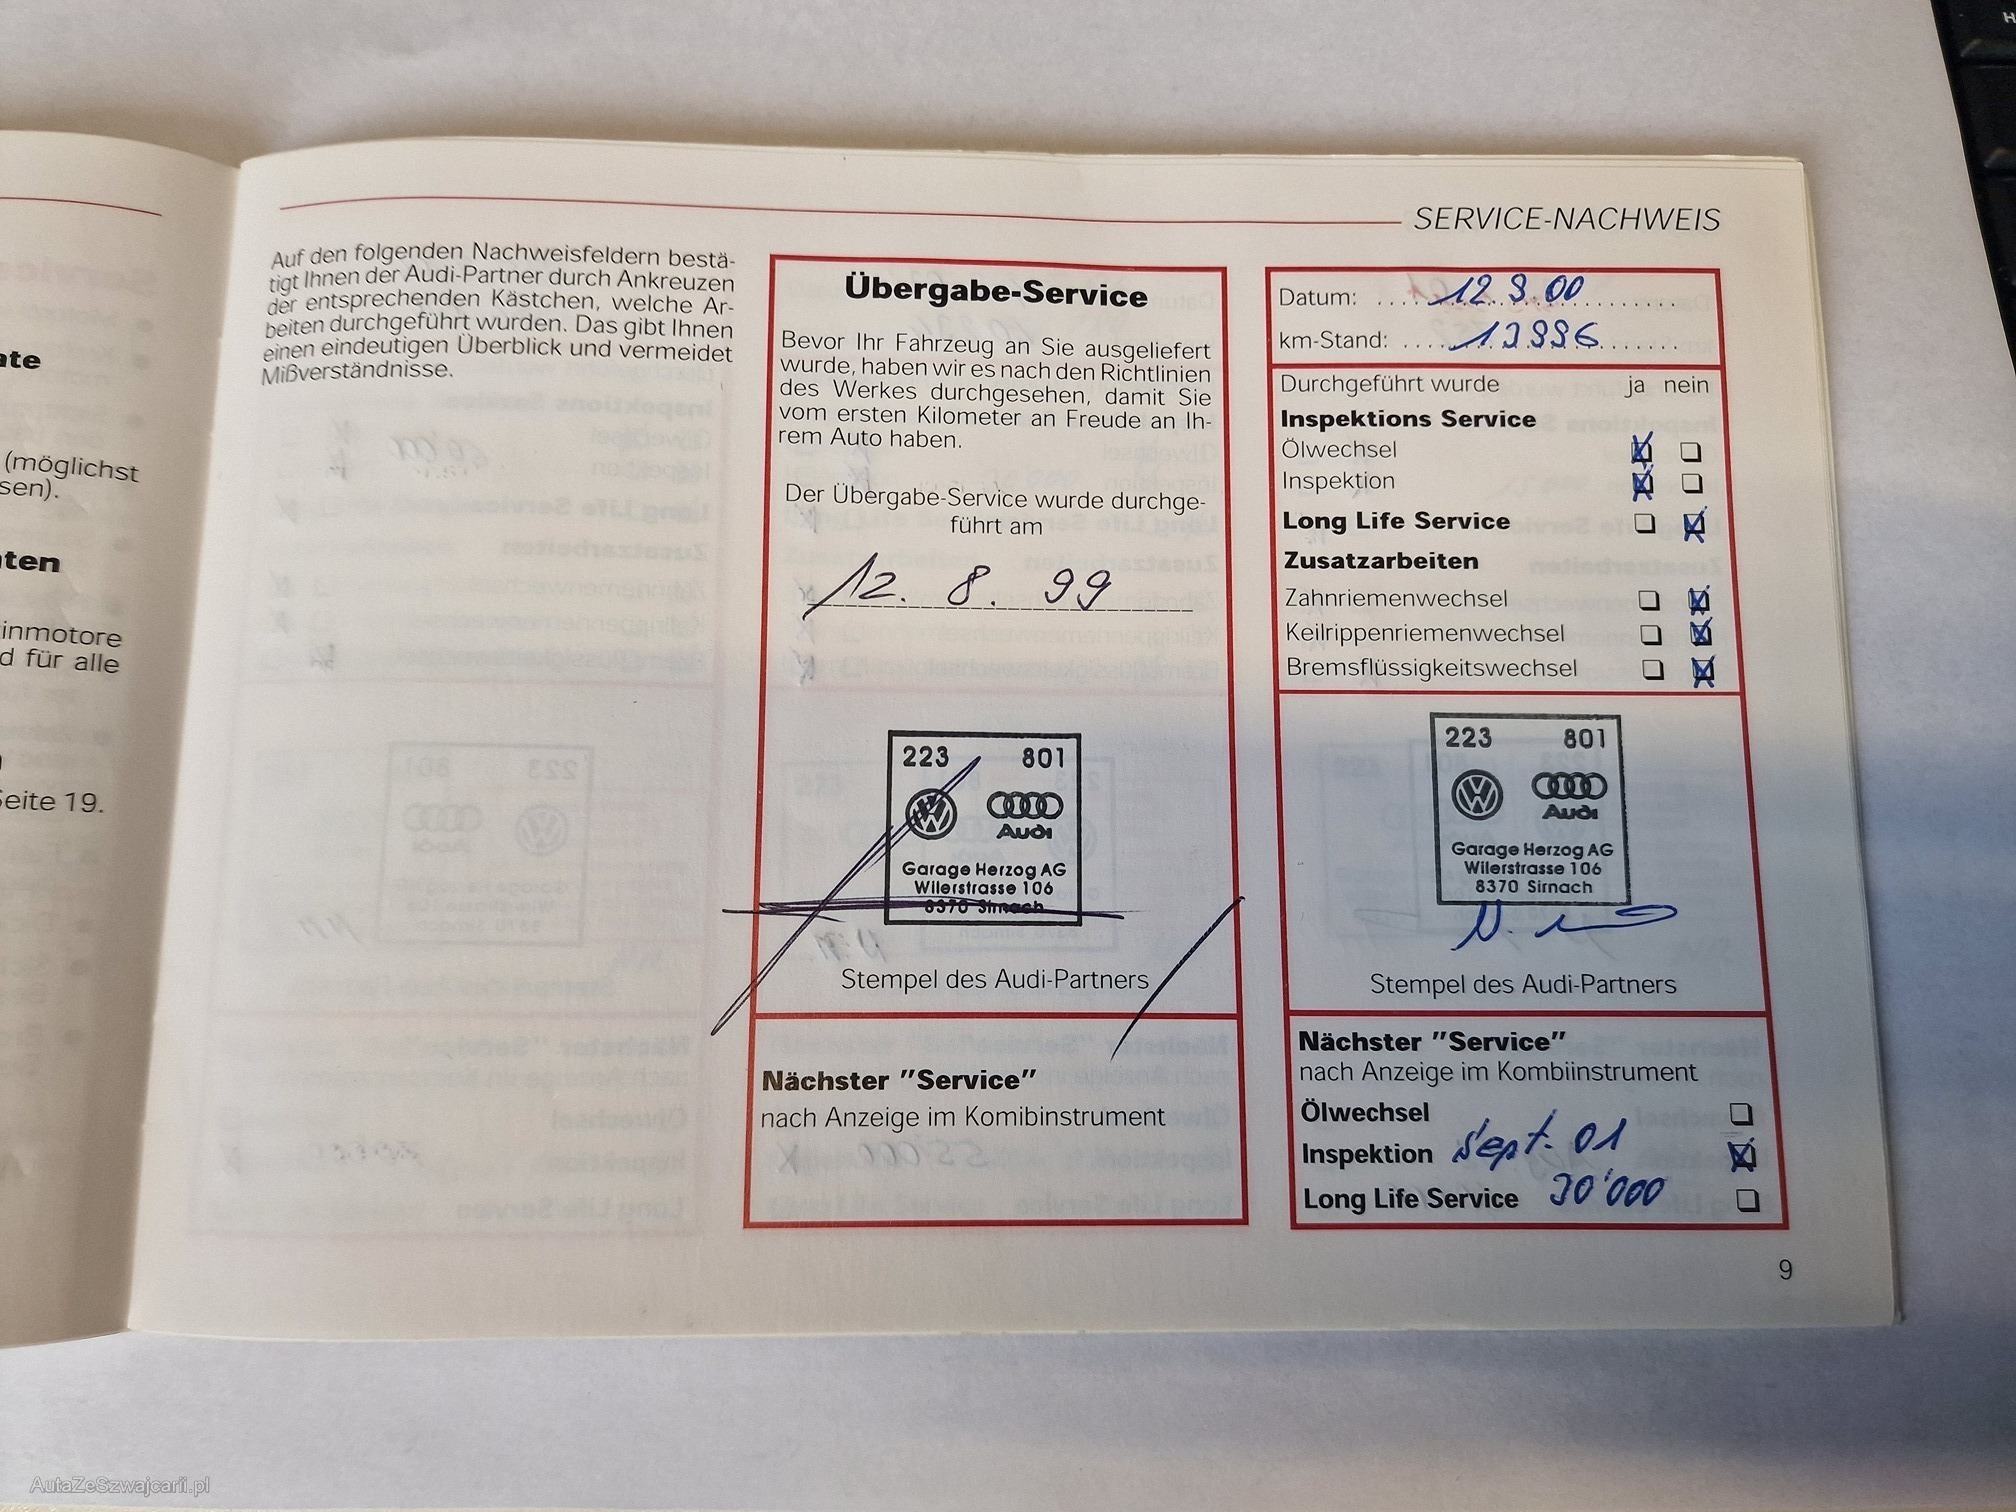 SERVICE-NACHWEIS
ate
(möglichst
sen).
aten
inmotore
d für alle
Seite 19.
Auf den folgenden Nachweisfeldern bestä-
tigt Ihnen der Audi-Partner durch Ankreuzen
der entsprechenden Kästchen, welche Ar-
beiten durchgeführt wurden. Das gibt Ihnen
einen eindeutigen Überblick und vermeidet
Mißverständnisse.
Übergabe-Service
Bevor Ihr Fahrzeug an Sie ausgeliefert
wurde, haben wir es nach den Richtlinien
des Werkes durchgesehen, damit Sie
vom ersten Kilometer an Freude an Ih-
rem Auto haben.
Der Übergabe-Service wurde durchge-
führt am
12. 8. 99
223 801
Audi
Garage Herzog AG
Wilerstrasse 106
8370 Sirnach
Stempel des Audi-Partners
Nächster "Service"
nach Anzeige im Komibinstrument
Datum: 12 9.00
km-Stand: 13996
Durchgeführt wurde ja nein
Inspektions Service
Ölwechsel
Inspektion
Long Life Service
Zusatzarbeiten
Zahnriemenwechsel
Keilrippenriemenwechsel
Bremsflüssigkeitswechsel
223 801
Audi
Garage Herzog AG
Wilerstrasse 106
8370 Sirnach
Stempel des Audi-Partners
Nächster "Service"
nach Anzeige im Kombiinstrument
Ölwechsel
Inspektion Sept. 01
Long Life Service 30'000
9
AutaZeSzwajcarii.pl